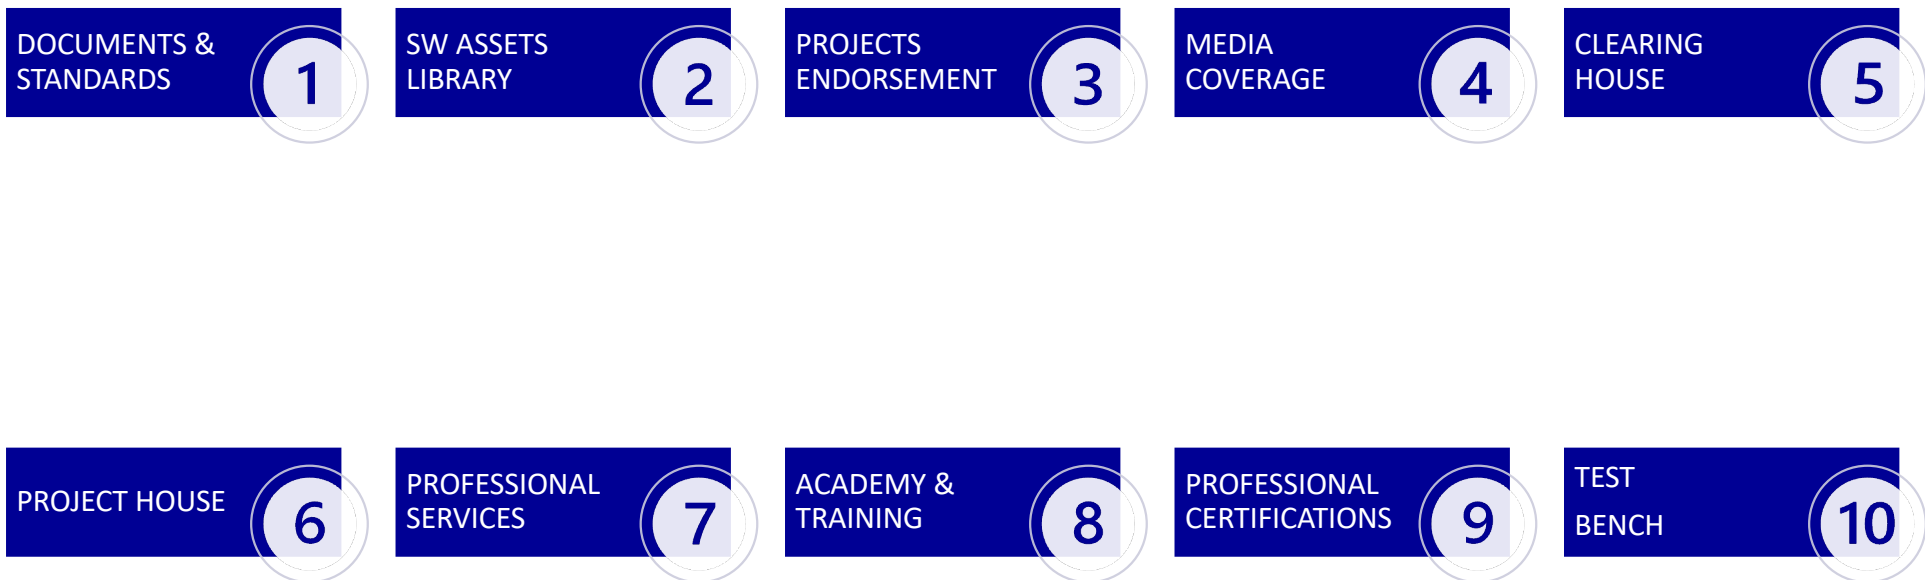 DOCUMENTS &
STANDARDS
1
SW ASSETS
LIBRARY
2
PROJECTS
ENDORSEMENT
3
MEDIA
COVERAGE
4
CLEARING
HOUSE
5
PROJECT HOUSE
6
PROFESSIONAL
SERVICES
7
ACADEMY &
TRAINING
8
PROFESSIONAL
CERTIFICATIONS
9
TEST
BENCH
10